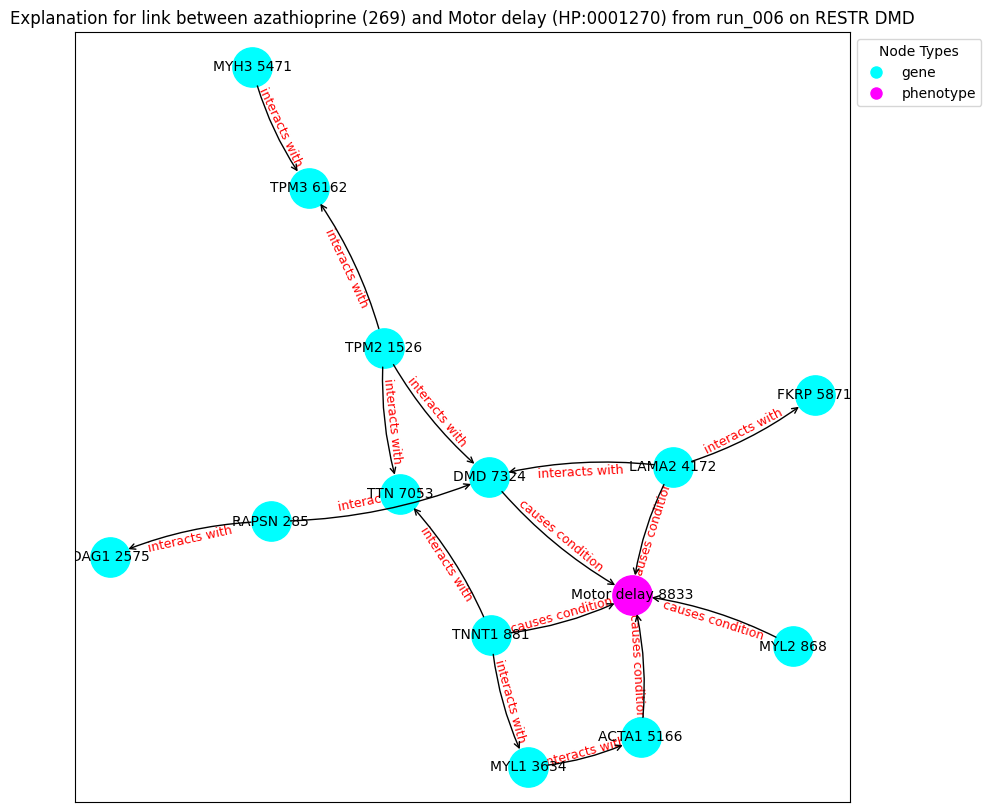 Explanation for link between azathioprine (269) and Motor delay (HP:0001270) from run_006 on RESTR DMD
Node Types
gene
phenotype
MYH3 5471
interacts with
TPM3 6162
interacts with
TPM2 1526
interacts with
interacts with
FKRP 5871
interacts with
LAMA2 4172
interacts with
DMD 7324
TTN 7053
interac
RAPSN 285
interacts with
DAG1 2575
causes condition
causes condition
interacts with
Motor delay 8833
causes condition
TNNT1 881
causes condition
MYL2 868
causes condition
interacts with
ACTA1 5166
interacts with
MYL1 3634